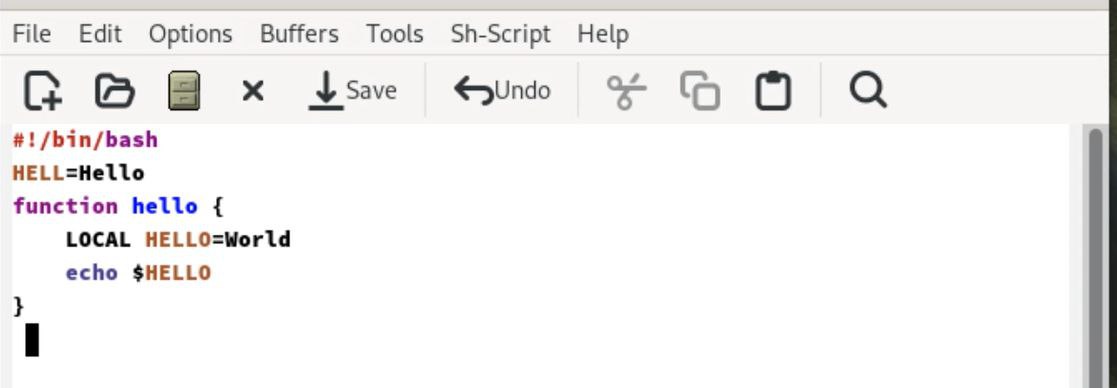 File Edit Options Buffers Tools Sh-Script Help
Save Undo
#!/bin/bash
HELL=Hello
function hello {
    LOCAL HELLO=World
    echo $HELLO
}